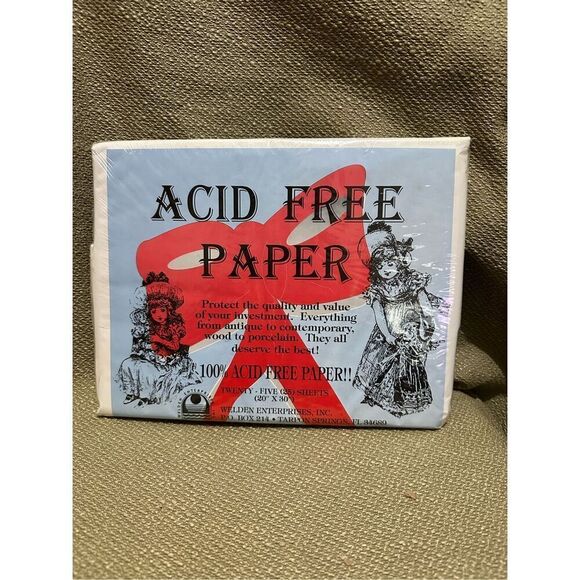 ACID FREE
PAPER
Protect the quality and value
of your investment. Everything
from antique to contemporary,
wood to porcelain. They all
deserve the best!
100% ACID FREE PAPER!!
TWENTY - FIVE (25) SHEETS
(20" X 30")
WELDEN ENTERPRISES, INC.
P.O. BOX 214 • TARPON SPRINGS, FL 34689